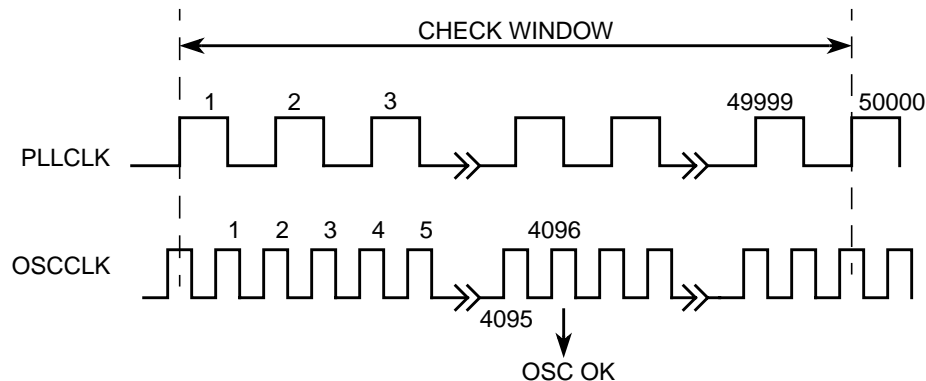 CHECK WINDOW
1 2 3 49999 50000
PLLCLK
1 2 3 4 5 4096
OSCCLK
4095
OSC OK